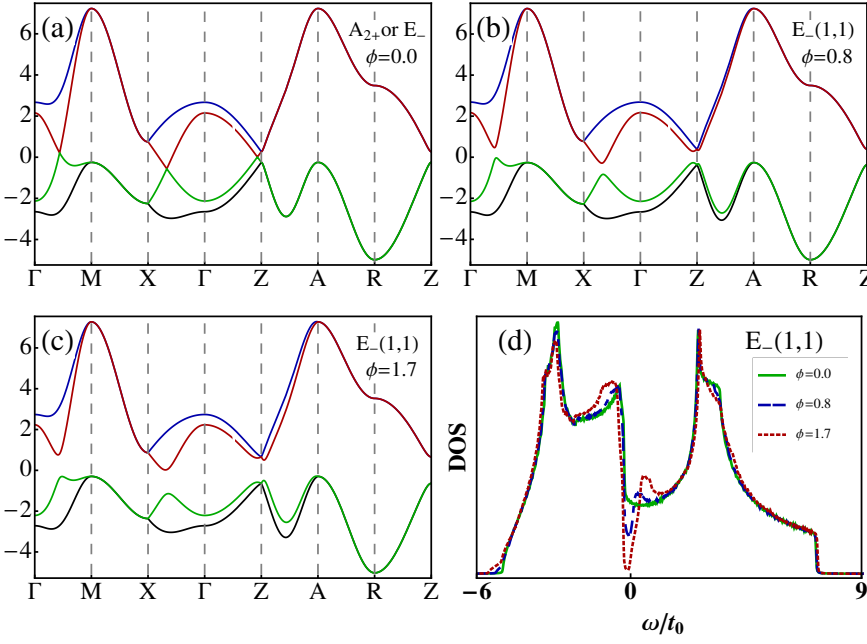 (a)
A₂₊ or E₋
ϕ=0.0
6
4
2
0
−2
−4
Γ M X Γ Z A R Z
(b)
E₋(1,1)
ϕ=0.8
6
4
2
0
−2
−4
Γ M X Γ Z A R Z
(c)
E₋(1,1)
ϕ=1.7
6
4
2
0
−2
−4
Γ M X Γ Z A R Z
(d)
E₋(1,1)
ϕ=0.0
ϕ=0.8
ϕ=1.7
DOS
−6 0 9
ω/t₀